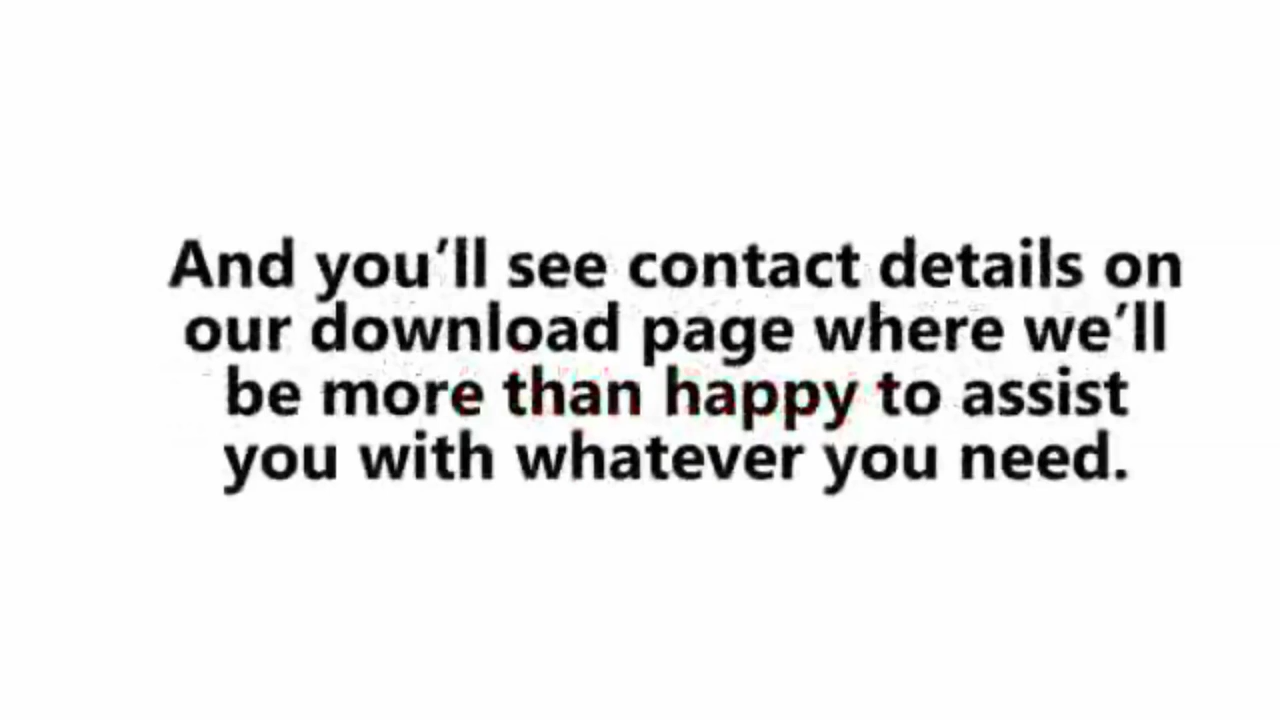 And you’ll see contact details on
our download page where we’ll
be more than happy to assist
you with whatever you need.